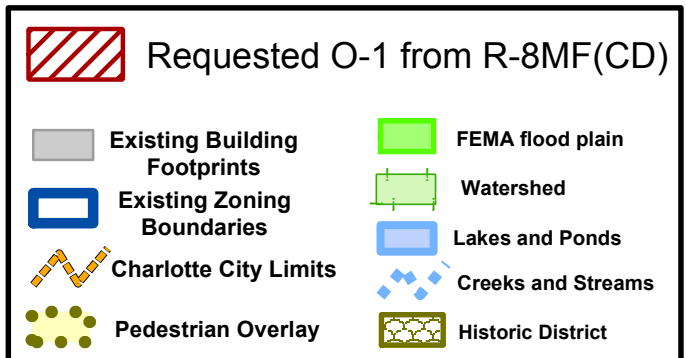 Requested O-1 from R-8MF(CD)
Existing Building
Footprints
Existing Zoning
Boundaries
Charlotte City Limits
Pedestrian Overlay
FEMA flood plain
Watershed
Lakes and Ponds
Creeks and Streams
Historic District